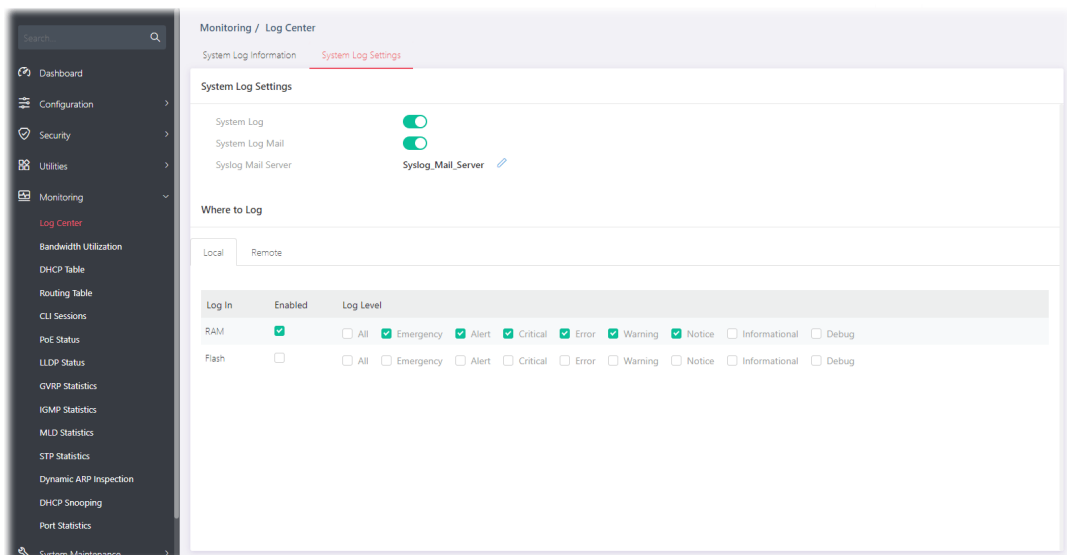 Search...
Dashboard
Configuration
Security
Utilities
Monitoring
Log Center
Bandwidth Utilization
DHCP Table
Routing Table
CLI Sessions
PoE Status
LLDP Status
GVRP Statistics
IGMP Statistics
MLD Statistics
STP Statistics
Dynamic ARP Inspection
DHCP Snooping
Port Statistics
System Maintenance
Monitoring / Log Center
System Log Information System Log Settings
System Log Settings
System Log
System Log Mail
Syslog Mail Server Syslog_Mail_Server
Where to Log
Local Remote
Log In Enabled Log Level
RAM All Emergency Alert Critical Error Warning Notice Informational Debug
Flash All Emergency Alert Critical Error Warning Notice Informational Debug